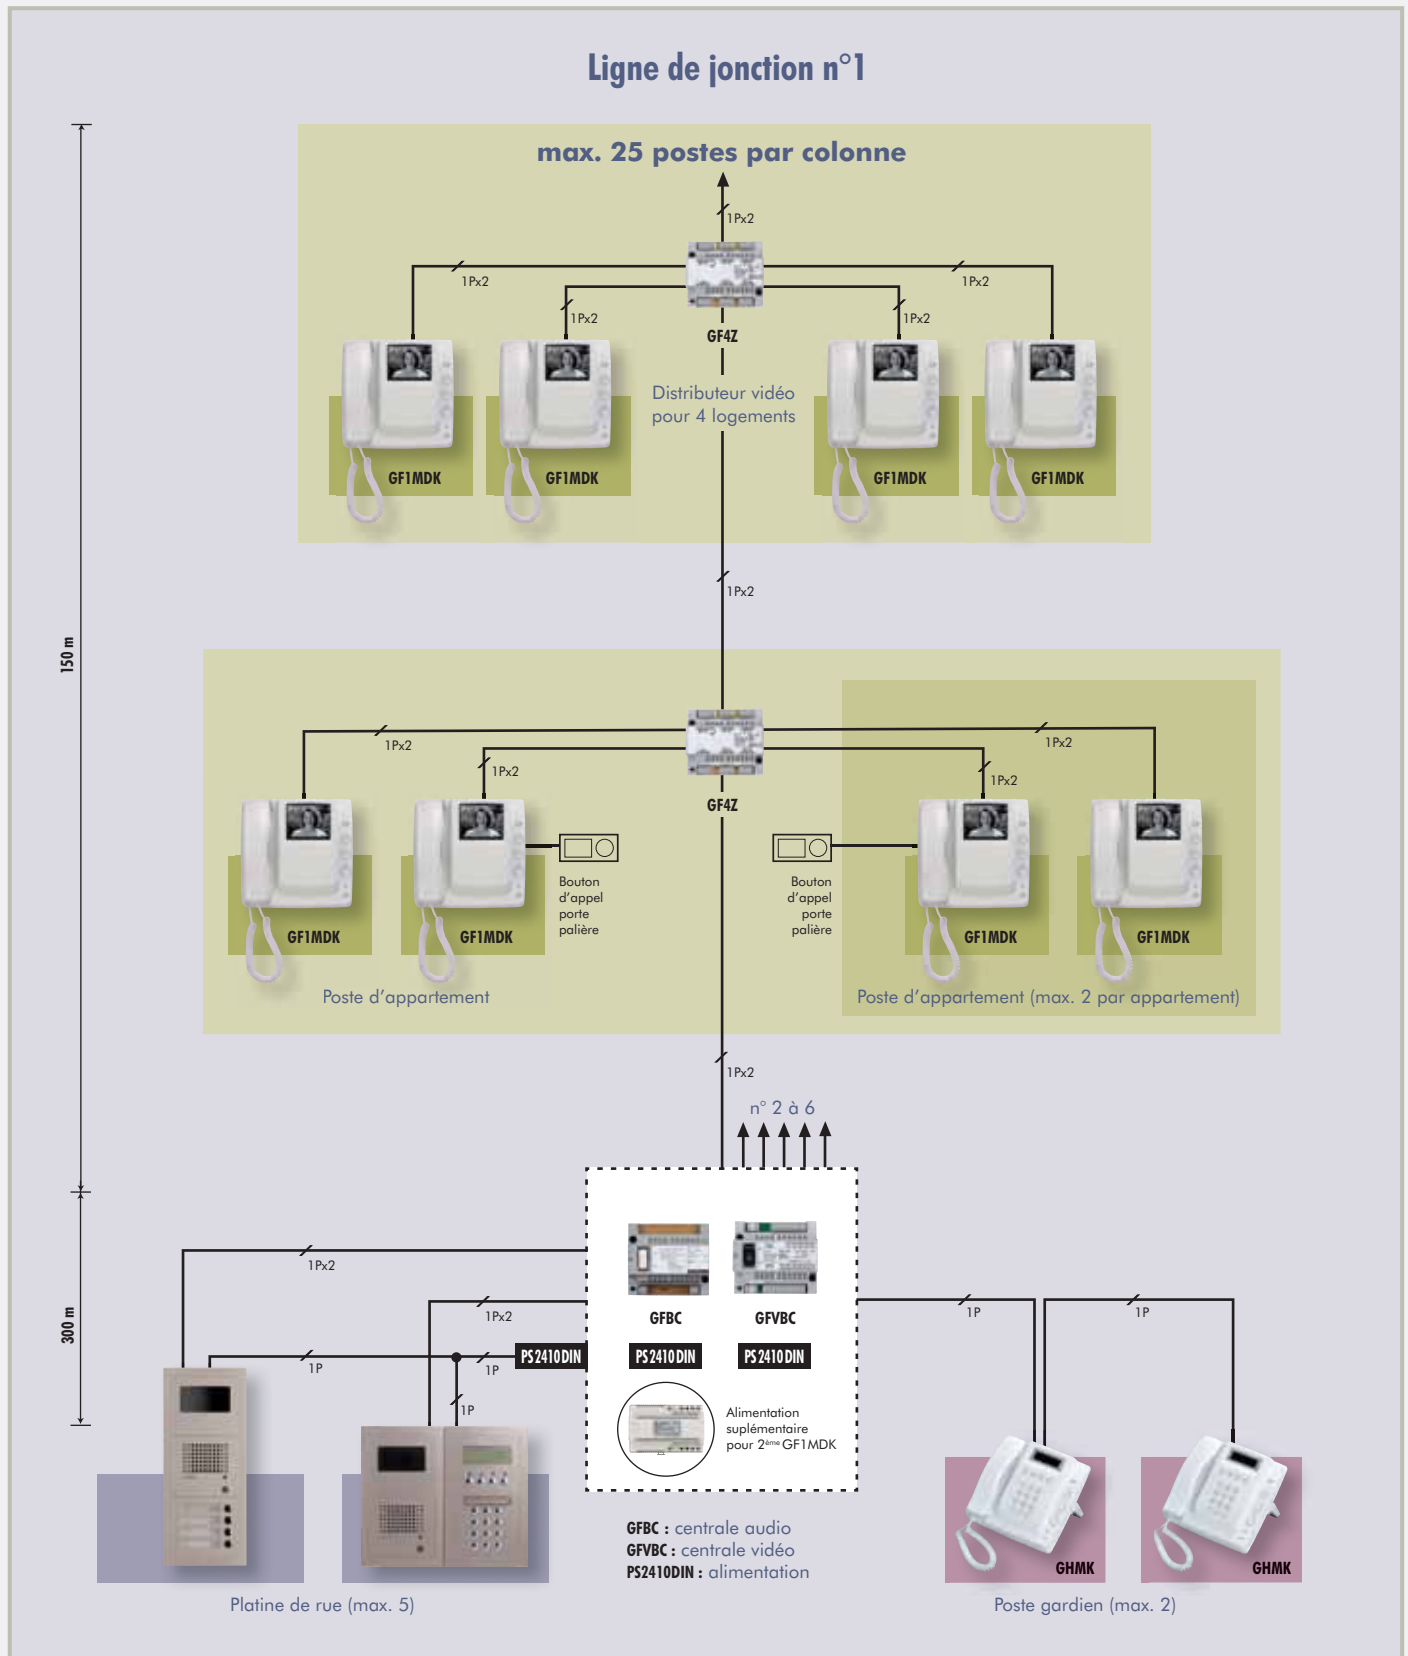 Ligne de jonction n°1
max. 25 postes par colonne
1Px2
1Px2
1Px2
1Px2
1Px2
GF4Z
Distributeur vidéo
pour 4 logements
GF1MDK
GF1MDK
GF1MDK
GF1MDK
1Px2
150 m
1Px2
1Px2
1Px2
1Px2
GF4Z
Bouton
d'appel
porte
palière
Bouton
d'appel
porte
palière
GF1MDK
GF1MDK
GF1MDK
GF1MDK
Poste d'appartement
Poste d'appartement (max. 2 par appartement)
1Px2
n° 2 à 6
300 m
1Px2
1Px2
1P
1P
1P
PS2410DIN
GFBC
GFVBC
PS2410DIN
PS2410DIN
1P
1P
Alimentation
suplémentaire
pour 2ème GF1MDK
GFBC : centrale audio
GFVBC : centrale vidéo
PS2410DIN : alimentation
GHMK
GHMK
Platine de rue (max. 5)
Poste gardien (max. 2)